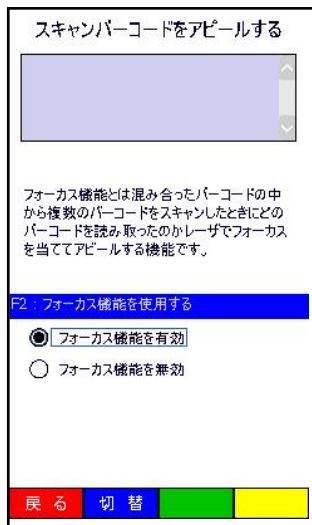 スキャンバーコードをアピールする
フォーカス機能とは混み合ったバーコードの中
から複数のバーコードをスキャンしたときにどの
バーコードを読み取ったのかレーザでフォーカス
を当ててアピールする機能です。
F2：フォーカス機能を使用する
フォーカス機能を有効
フォーカス機能を無効
戻る 切替